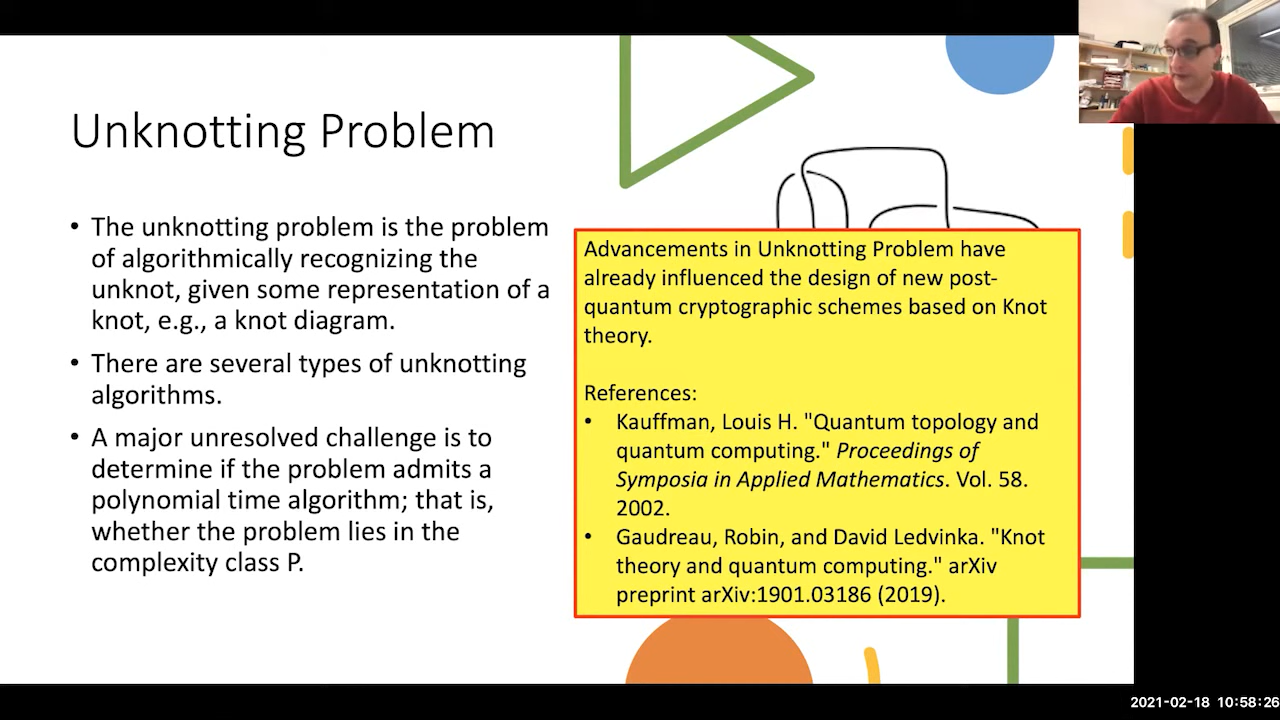 Unknotting Problem
• The unknotting problem is the problem
of algorithmically recognizing the
unknot, given some representation of a
knot, e.g., a knot diagram.
• There are several types of unknotting
algorithms.
• A major unresolved challenge is to
determine if the problem admits a
polynomial time algorithm; that is,
whether the problem lies in the
complexity class P.
Advancements in Unknotting Problem have
already influenced the design of new post-
quantum cryptographic schemes based on Knot
theory.
References:
• Kauffman, Louis H. "Quantum topology and
quantum computing." Proceedings of
Symposia in Applied Mathematics. Vol. 58.
2002.
• Gaudreau, Robin, and David Ledvinka. "Knot
theory and quantum computing." arXiv
preprint arXiv:1901.03186 (2019).
2021-02-18 10:58:26